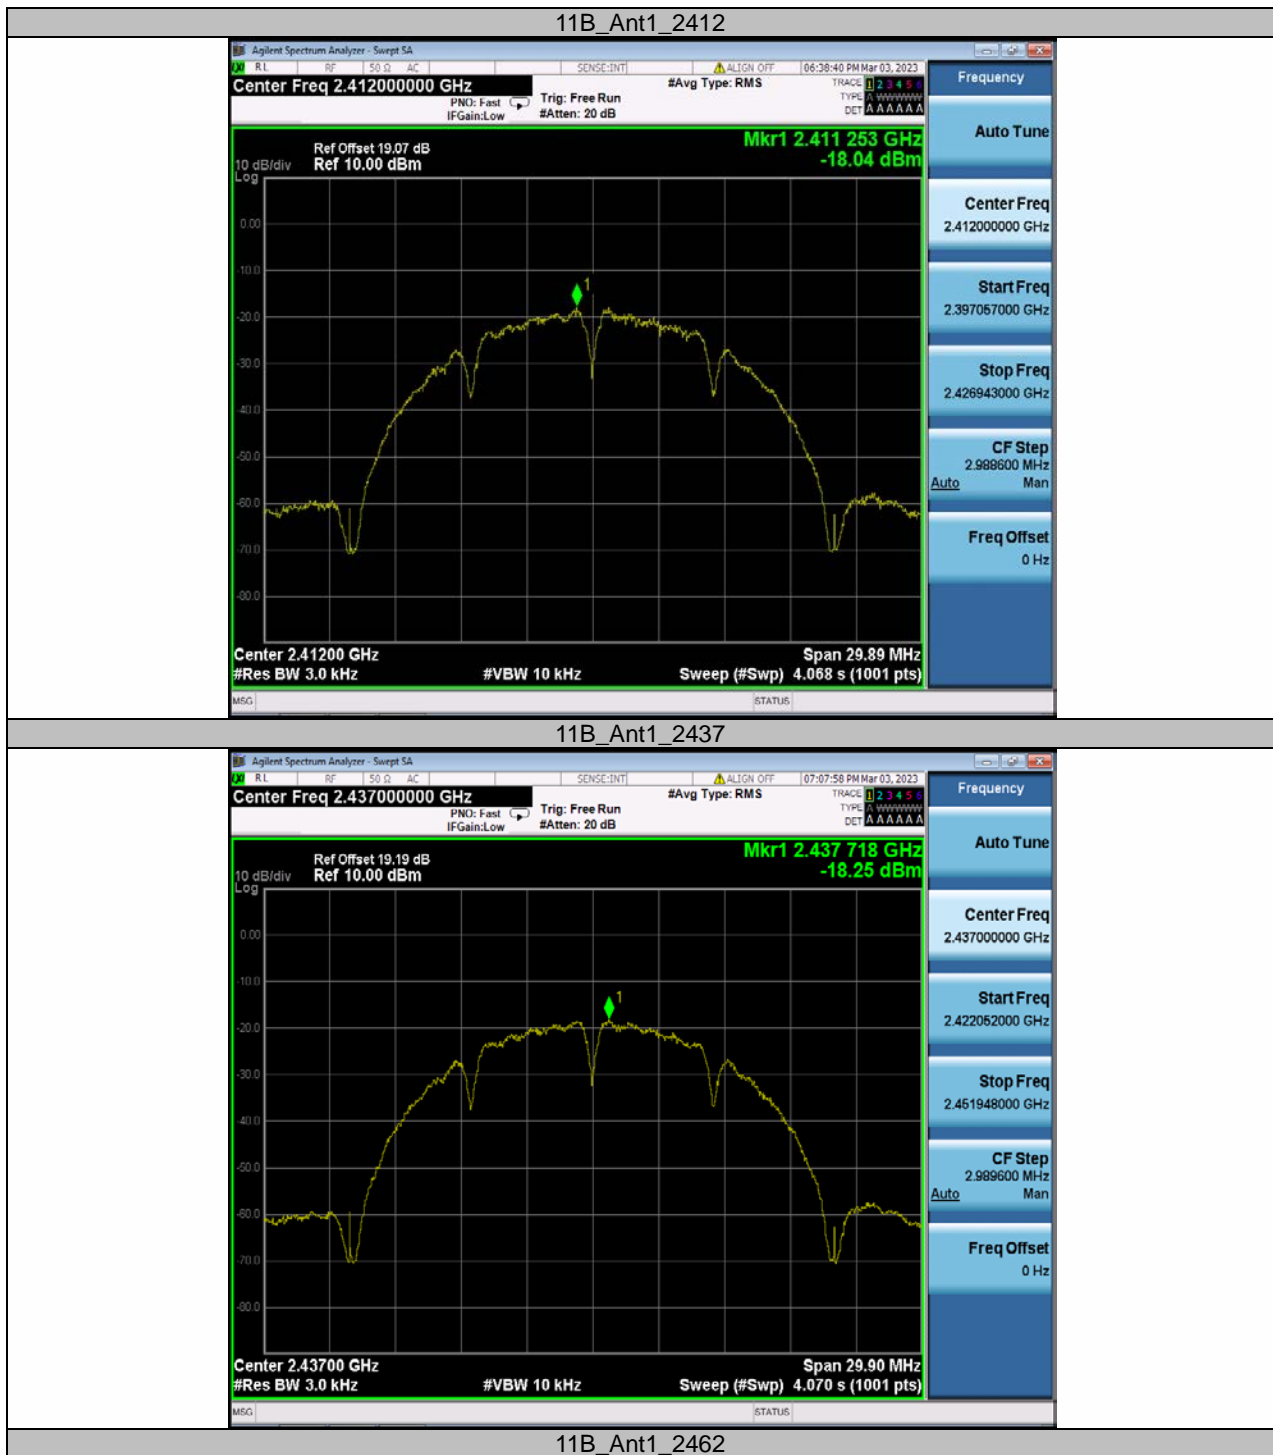 11B_Ant1_2412
Agilent Spectrum Analyzer - Swept SA
RL RF 50 Ω AC SENSE:INT ALIGN OFF 06:38:40 PM Mar 03, 2023
Center Freq 2.412000000 GHz #Avg Type: RMS TRACE 1 2 3 4 5 6
PNO: Fast Trig: Free Run TYPE A WWWWW
IFGain:Low #Atten: 20 dB DET A A A A A A
Frequency
Auto Tune
Mkr1 2.411 253 GHz
-18.04 dBm
Ref Offset 19.07 dB
10 dB/div Ref 10.00 dBm
Log
0.00
-10.0
-20.0
-30.0
-40.0
-50.0
-60.0
-70.0
-80.0
1
Center Freq
2.412000000 GHz
Start Freq
2.397057000 GHz
Stop Freq
2.426943000 GHz
CF Step
2.988600 MHz
Auto Man
Freq Offset
0 Hz
Center 2.41200 GHz Span 29.89 MHz
#Res BW 3.0 kHz #VBW 10 kHz Sweep (#Swp) 4.068 s (1001 pts)
MSG STATUS
11B_Ant1_2437
Agilent Spectrum Analyzer - Swept SA
RL RF 50 Ω AC SENSE:INT ALIGN OFF 07:07:58 PM Mar 03, 2023
Center Freq 2.437000000 GHz #Avg Type: RMS TRACE 1 2 3 4 5 6
PNO: Fast Trig: Free Run TYPE A WWWWW
IFGain:Low #Atten: 20 dB DET A A A A A A
Frequency
Auto Tune
Mkr1 2.437 718 GHz
-18.25 dBm
Ref Offset 19.19 dB
10 dB/div Ref 10.00 dBm
Log
0.00
-10.0
-20.0
-30.0
-40.0
-50.0
-60.0
-70.0
-80.0
1
Center Freq
2.437000000 GHz
Start Freq
2.422052000 GHz
Stop Freq
2.451948000 GHz
CF Step
2.989600 MHz
Auto Man
Freq Offset
0 Hz
Center 2.43700 GHz Span 29.90 MHz
#Res BW 3.0 kHz #VBW 10 kHz Sweep (#Swp) 4.070 s (1001 pts)
MSG STATUS
11B_Ant1_2462